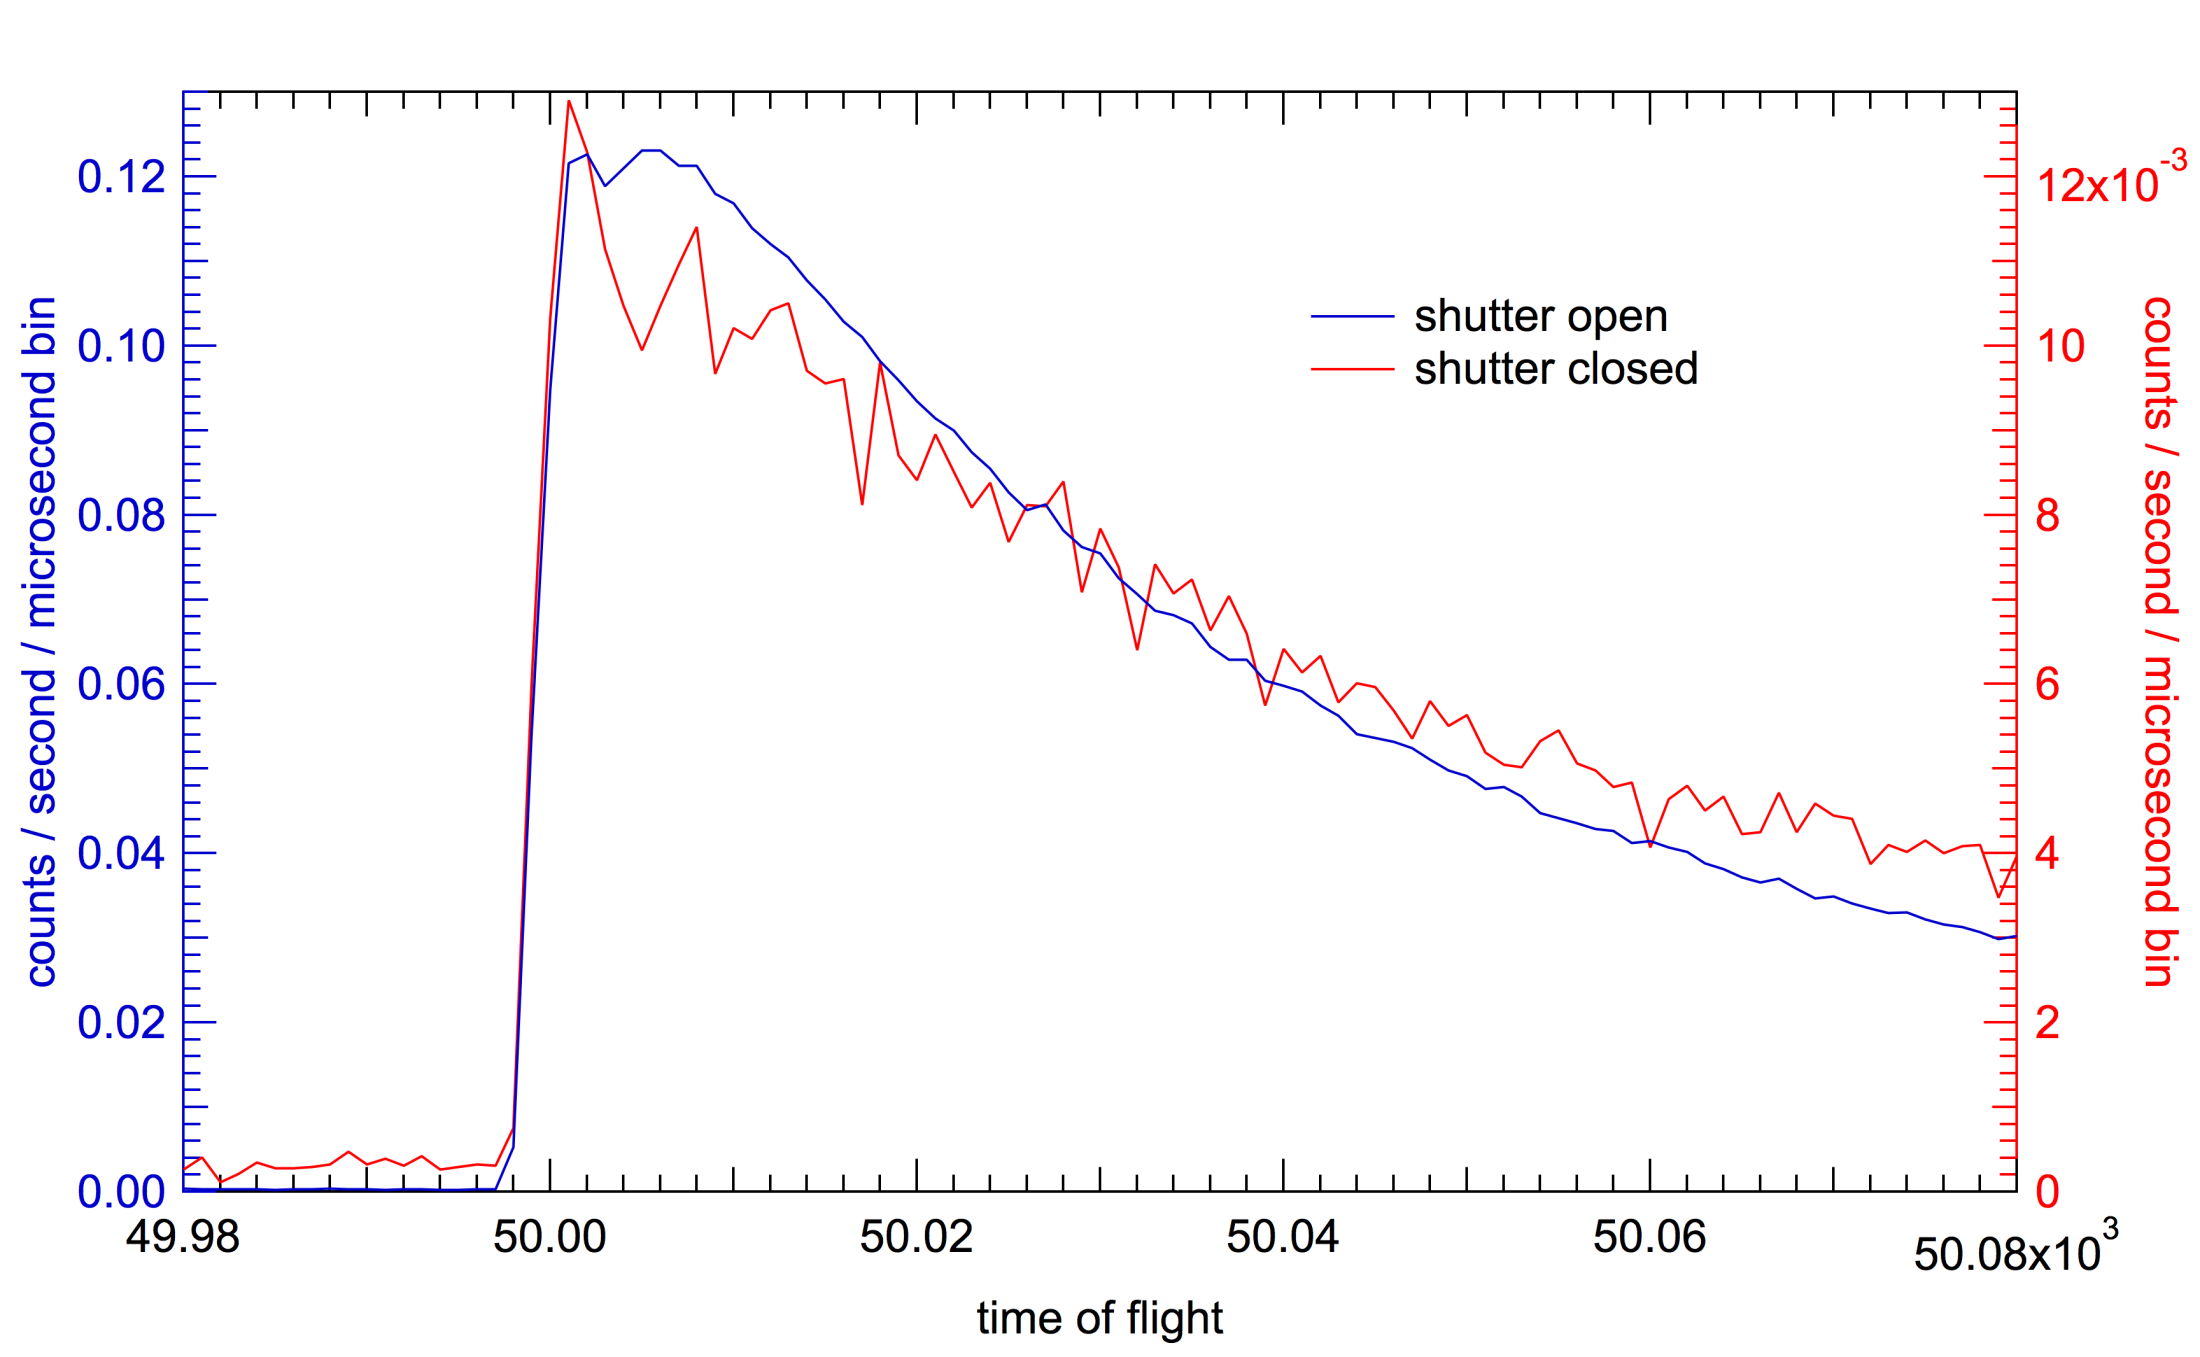 0.12
0.10
0.08
0.06
0.04
0.02
0.00
counts / second / microsecond bin
12x10-3
10
8
6
4
2
0
counts / second / microsecond bin
shutter open
shutter closed
49.98
50.00
50.02
50.04
50.06
50.08x103
time of flight